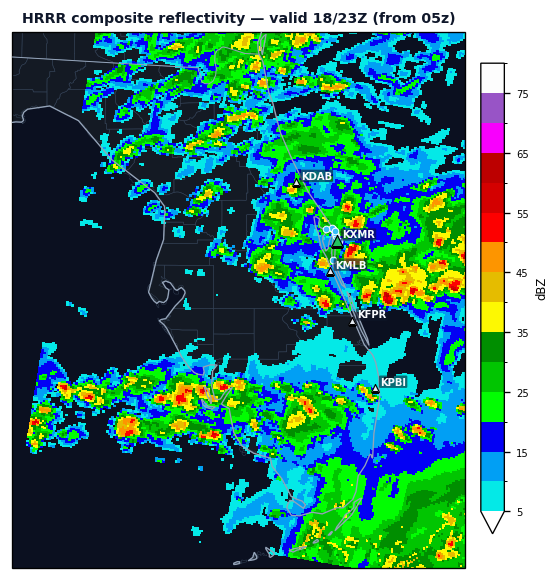 HRRR composite reflectivity — valid 18/23Z (from 05z)
KDAB
KXMR
KMLB
KFPR
KPBI
75
65
55
45
35
25
15
5
dBZ